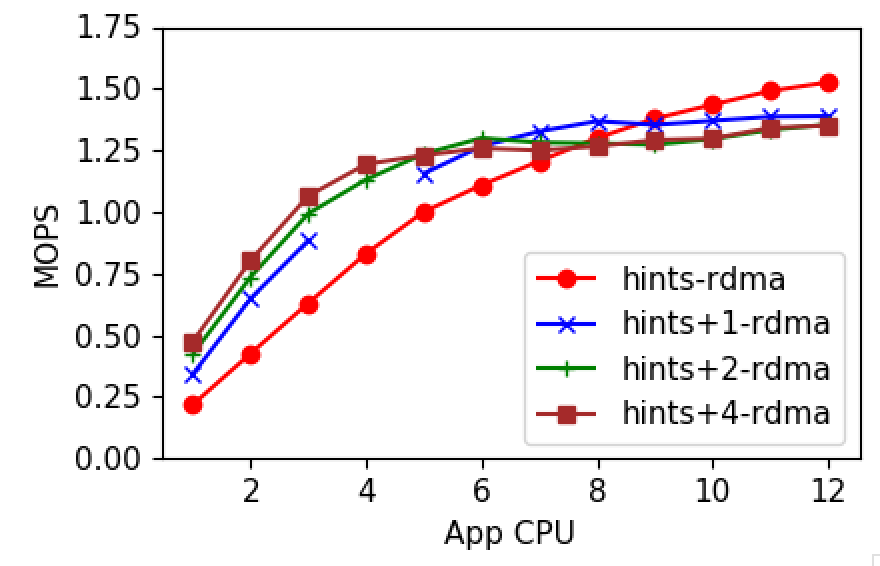 1.75
1.50
1.25
1.00
0.75
0.50
0.25
0.00
MOPS
hints-rdma
hints+1-rdma
hints+2-rdma
hints+4-rdma
2 4 6 8 10 12
App CPU